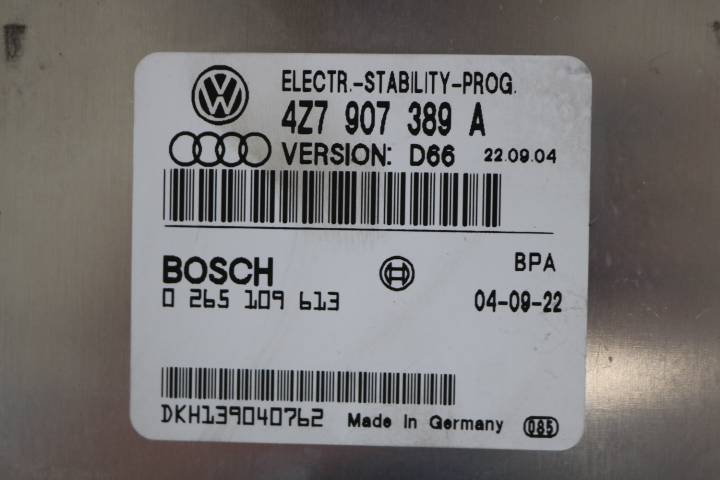 ELECTR.-STABILITY-PROG.
4Z7 907 389 A
VERSION: D66 22.09.04
BOSCH BPA
0 265 109 613 04-09-22
DKH139040762 Made In Germany 085